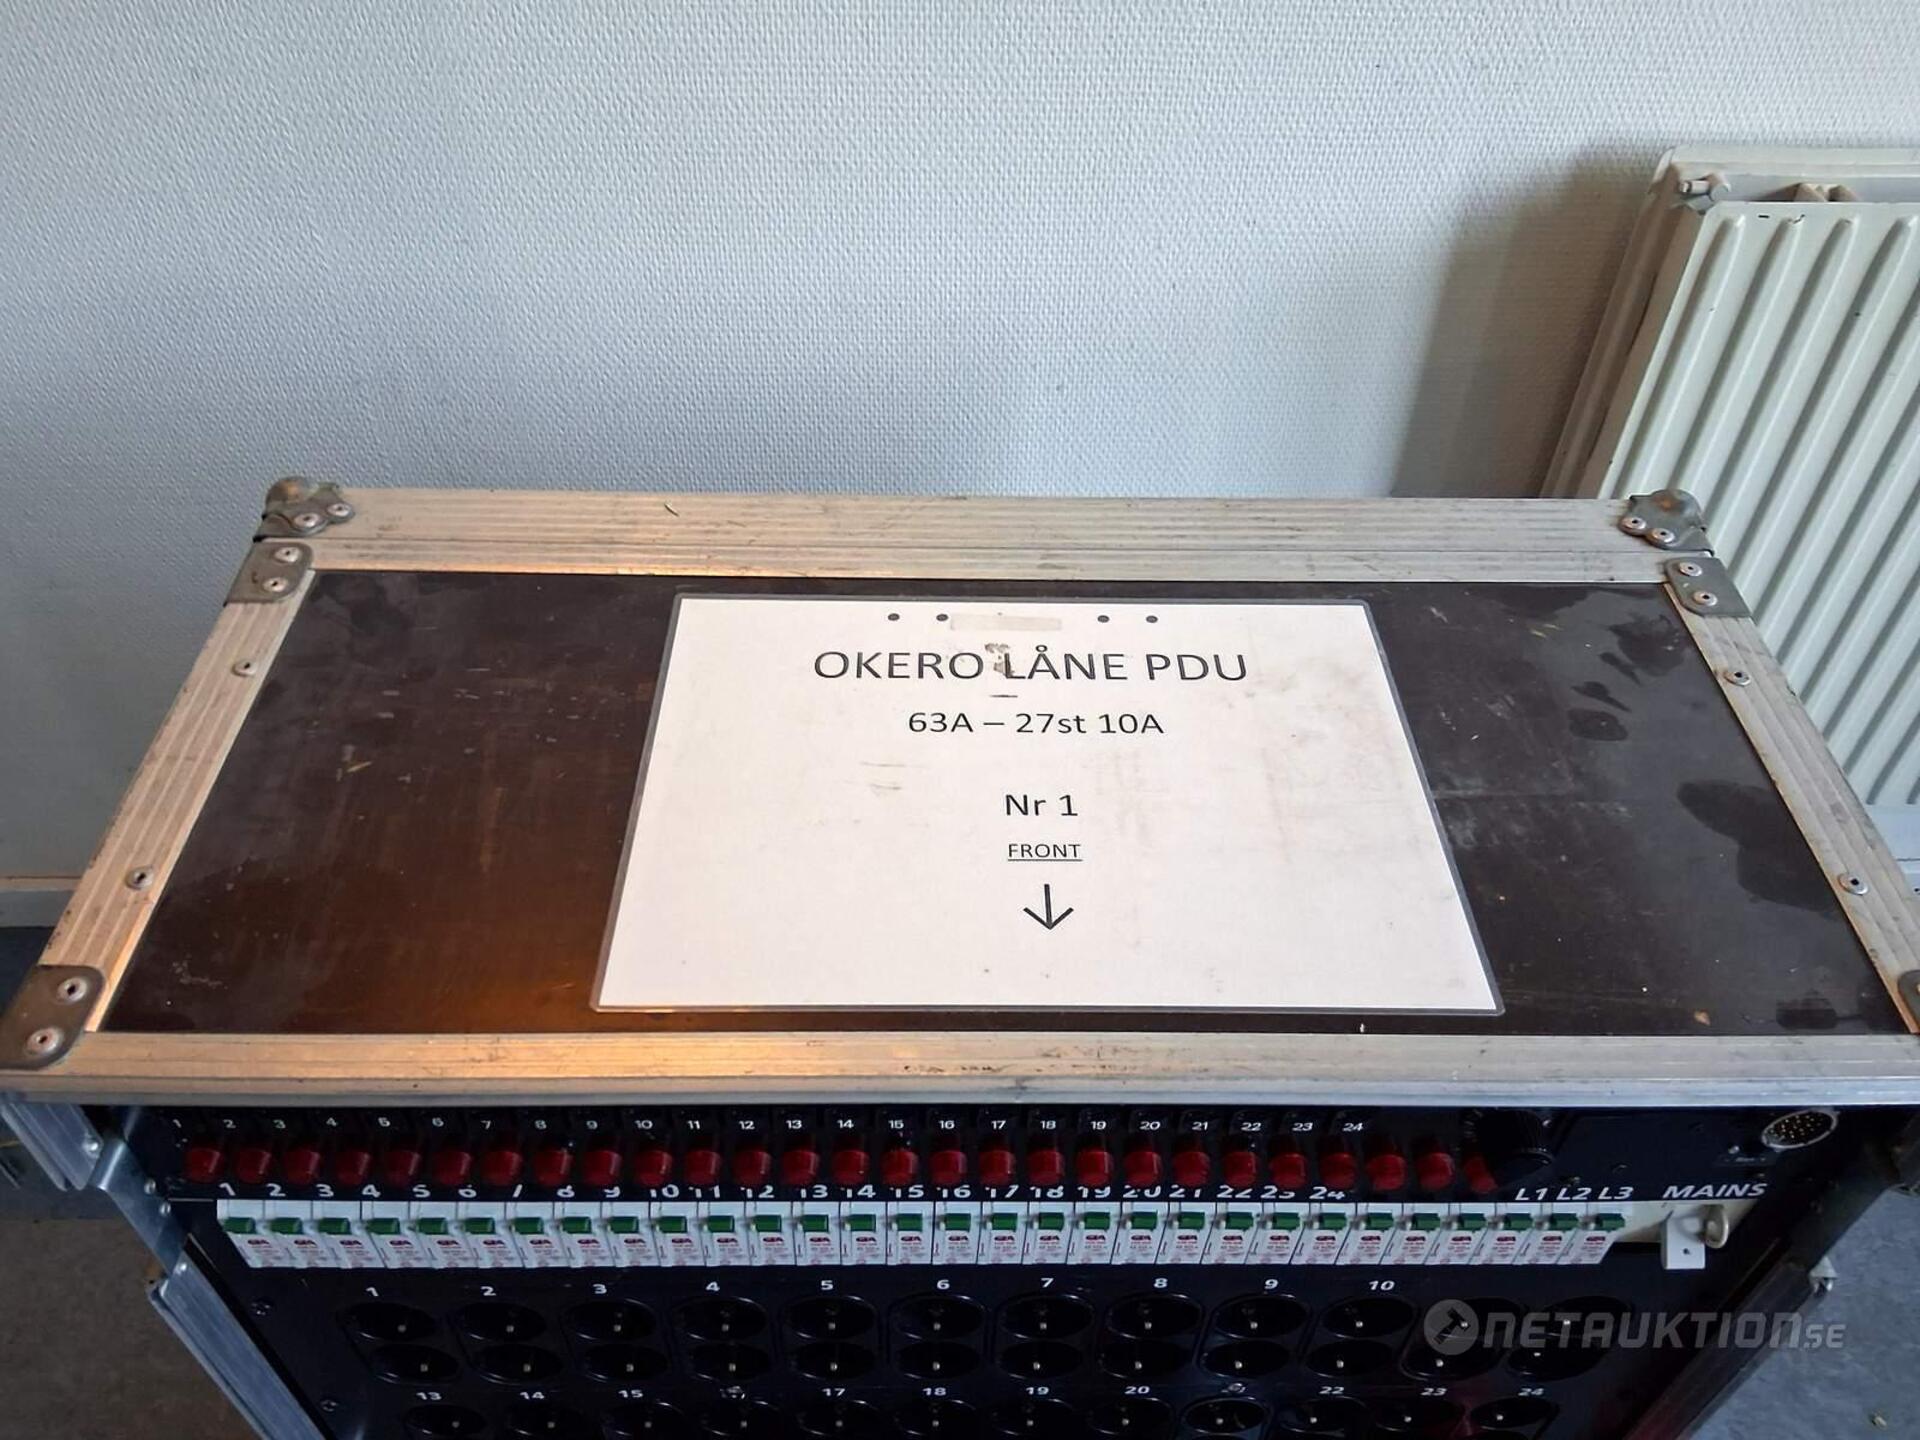 OKERO LÅNE PDU
63A – 27st 10A
Nr 1
FRONT
1 2 3 4 5 6 7 8 9 10 11 12 13 14 15 16 17 18 19 20 21 22 23 24
1 2 3 4 5 6 7 8 9 10 11 12 13 14 15 16 17 18 19 20 21 22 23 24 L1 L2 L3 MAINS
1 2 3 4 5 6 7 8 9 10
NETAUKTION.SE
13 14 15 17 18 19 20 22 23 24